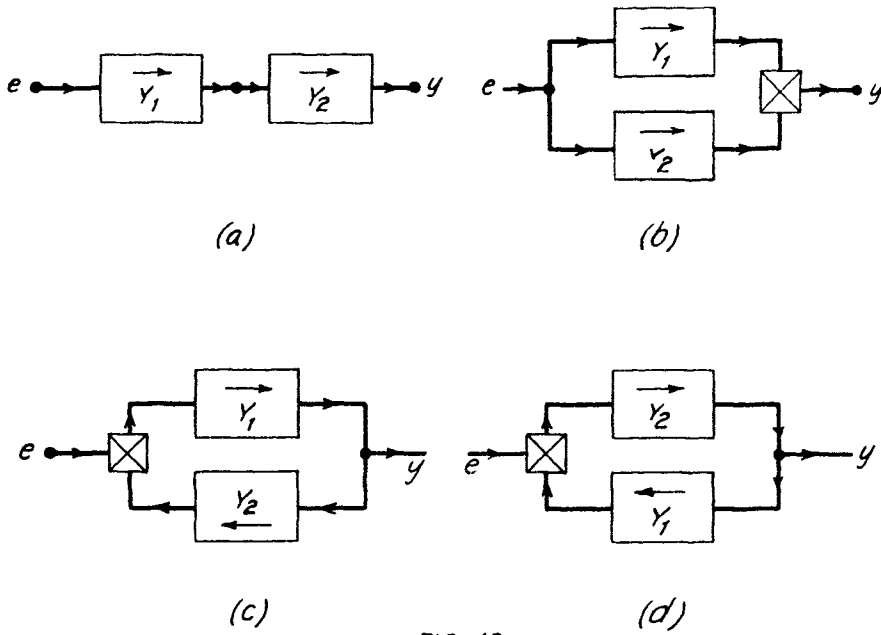 e Y₁ Y₂ y
(a)
e Y₁ Y₂ y
(b)
e Y₁ Y₂ y
(c)
e Y₂ Y₁ y
(d)